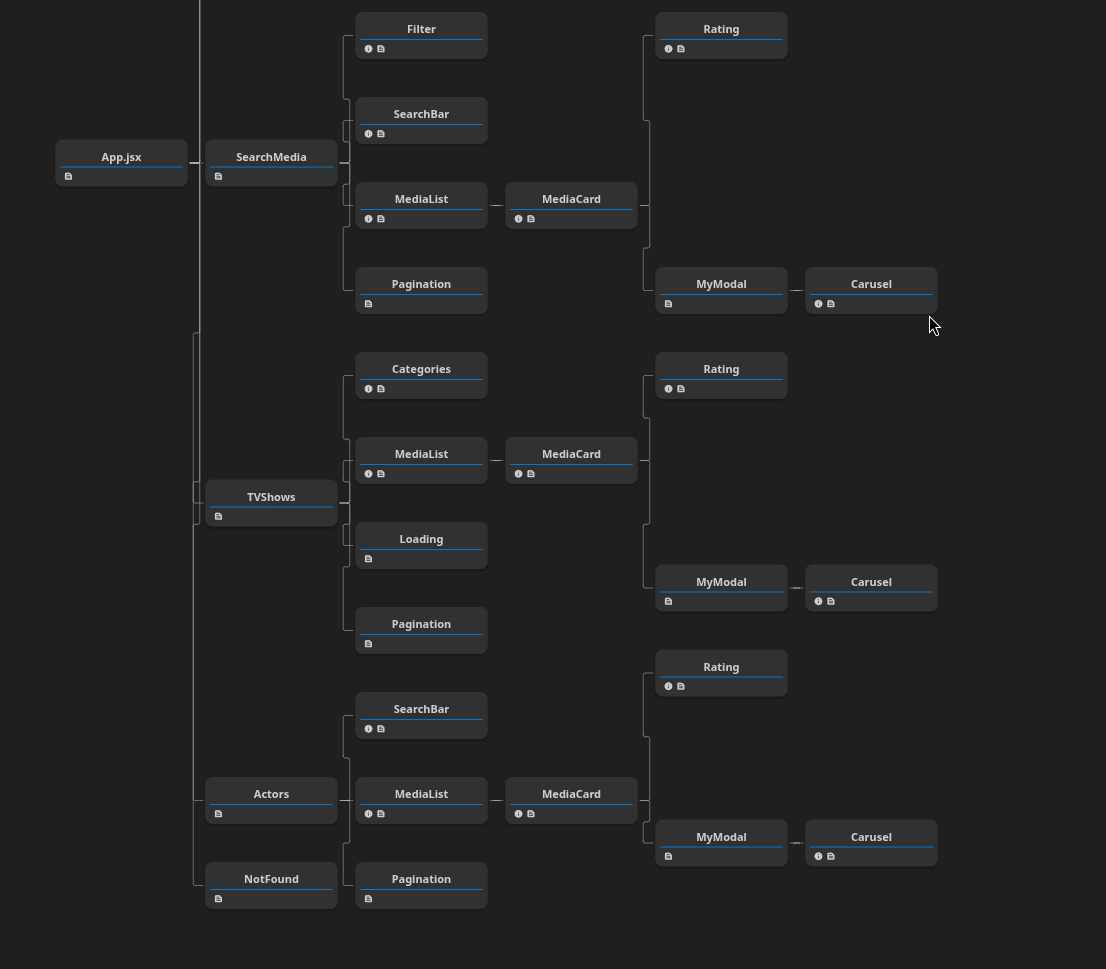 Filter
Rating
SearchBar
App.jsx
SearchMedia
MediaList
MediaCard
Pagination
MyModal
Carusel
Categories
Rating
MediaList
MediaCard
TVShows
Loading
MyModal
Carusel
Pagination
Rating
SearchBar
Actors
MediaList
MediaCard
MyModal
Carusel
NotFound
Pagination